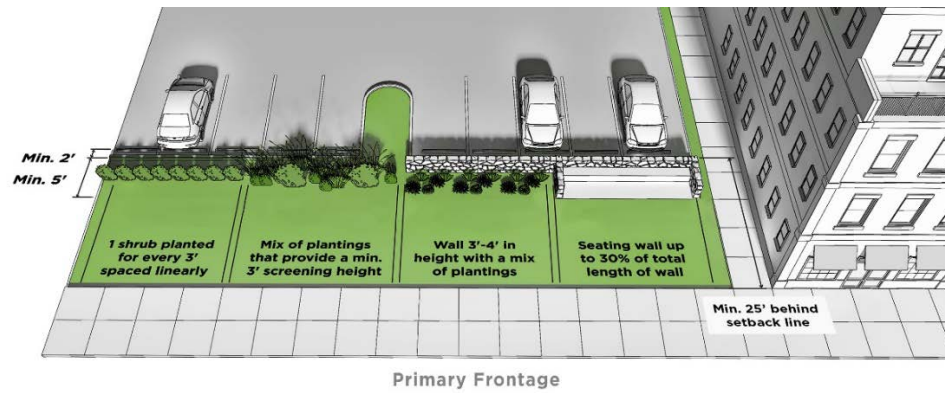 Min. 2'
Min. 5'
1 shrub planted
for every 3'
spaced linearly
Mix of plantings
that provide a min.
3' screening height
Wall 3'-4' in
height with a mix
of plantings
Seating wall up
to 30% of total
length of wall
Min. 25' behind
setback line
Primary Frontage